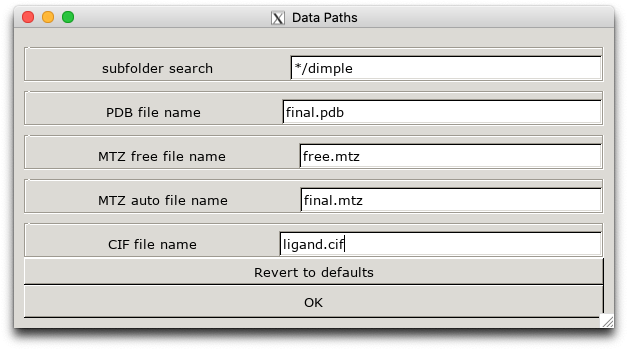 Data Paths
subfolder search */dimple
PDB file name final.pdb
MTZ free file name free.mtz
MTZ auto file name final.mtz
CIF file name ligand.cif
Revert to defaults
OK